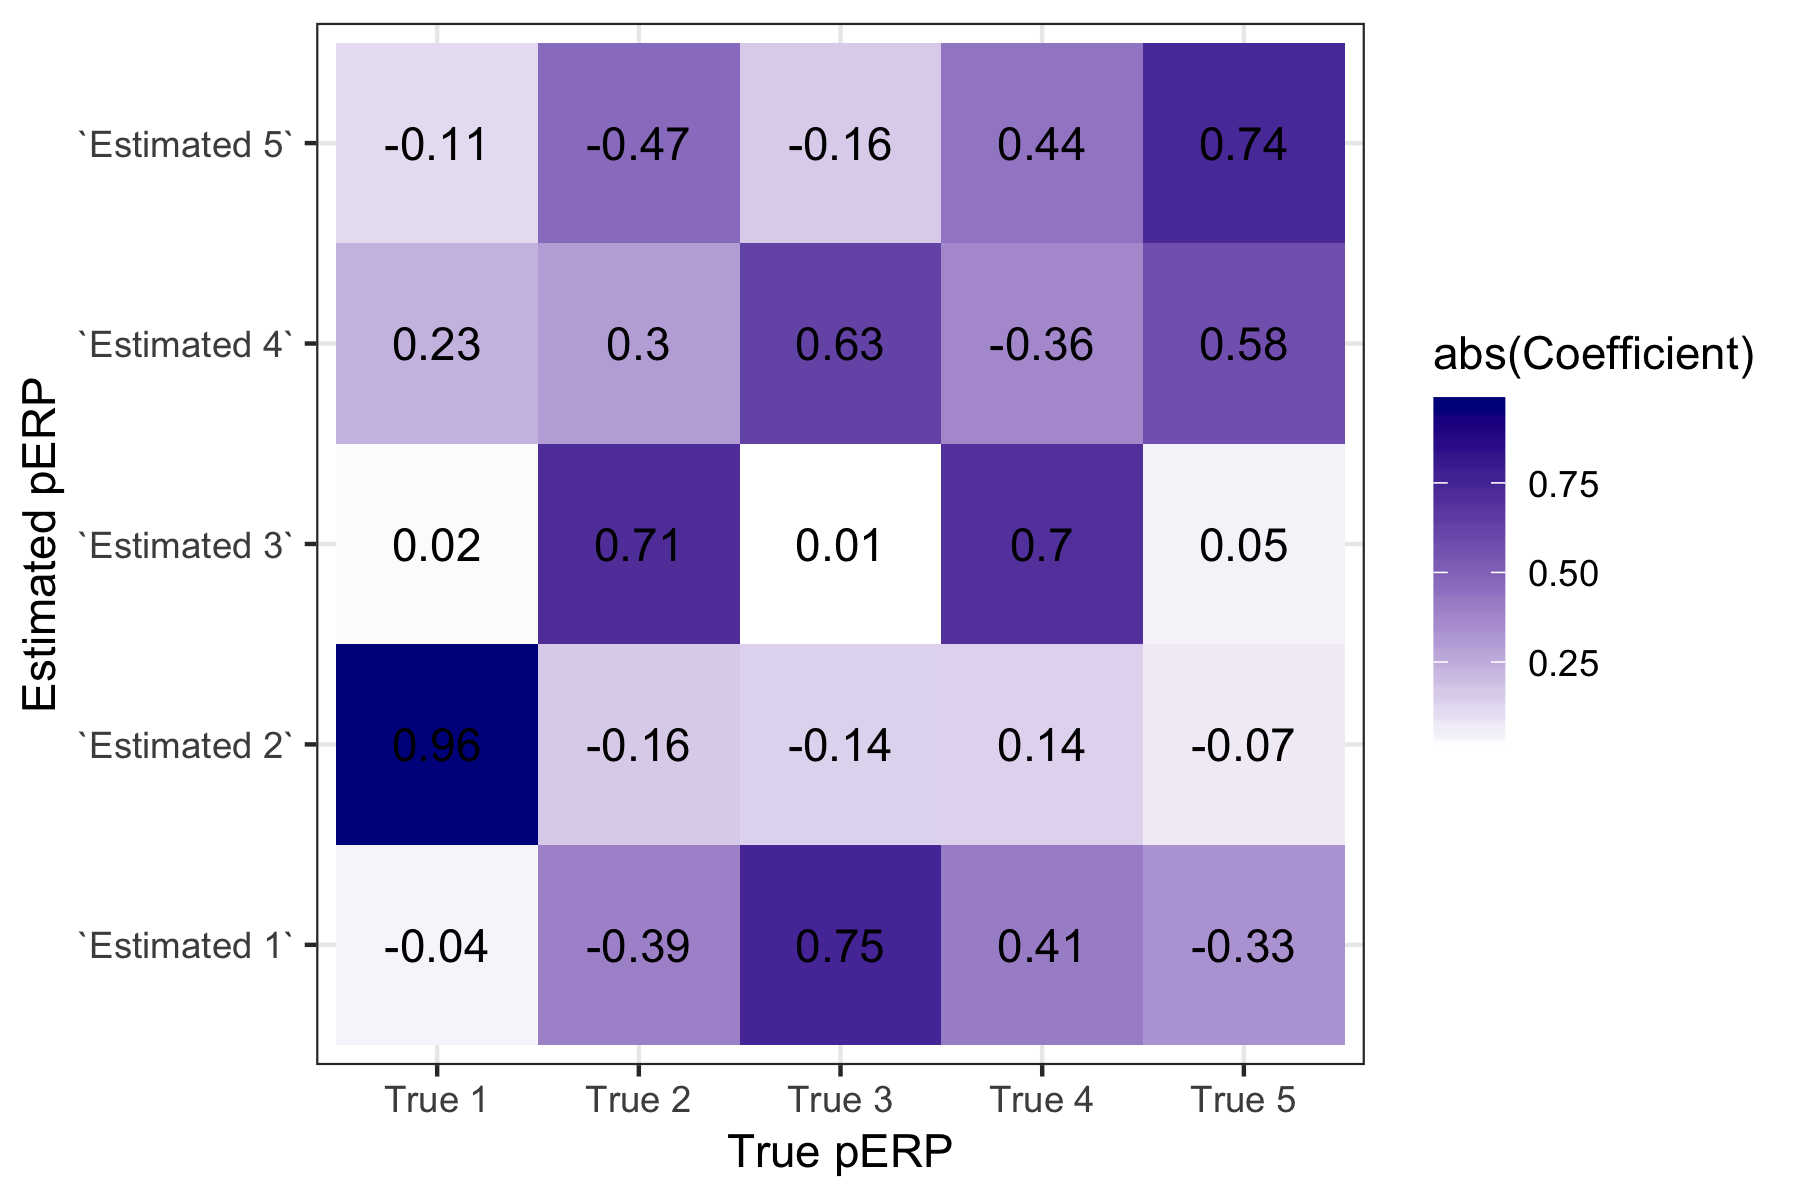 `Estimated 5` -0.11 -0.47 -0.16 0.44 0.74
`Estimated 4` 0.23 0.3 0.63 -0.36 0.58
`Estimated 3` 0.02 0.71 0.01 0.7 0.05
`Estimated 2` 0.96 -0.16 -0.14 0.14 -0.07
`Estimated 1` -0.04 -0.39 0.75 0.41 -0.33
True 1 True 2 True 3 True 4 True 5
True pERP
Estimated pERP
abs(Coefficient)
0.75
0.50
0.25